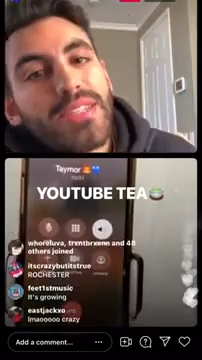 Taymor
YOUTUBE TEA🍵
whoreluva, trxntbrxenn and 48
others joined
itscrazybutitstrue
ROCHESTER
feet1stmusic
It's growing
eastjackxo
lmaoooo crazy
Add a comment...